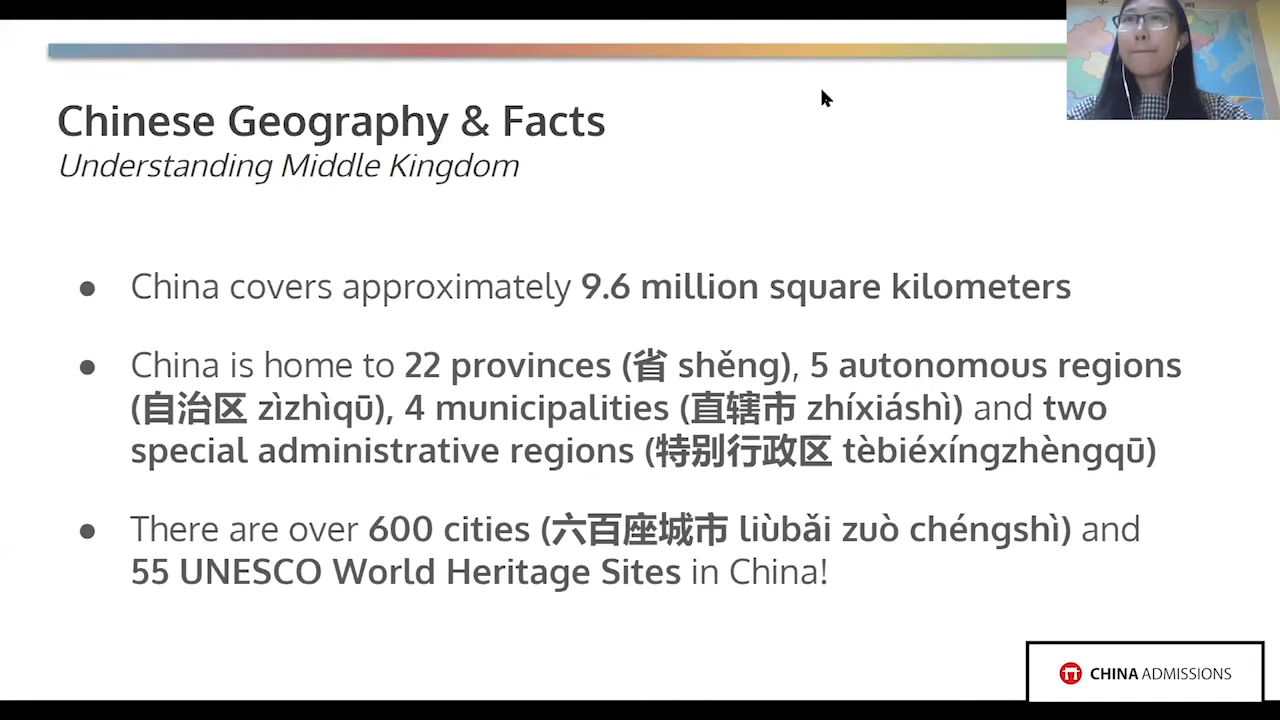 Chinese Geography & Facts
Understanding Middle Kingdom
● China covers approximately 9.6 million square kilometers
● China is home to 22 provinces (省 shěng), 5 autonomous regions
(自治区 zìzhìqū), 4 municipalities (直辖市 zhíxiáshì) and two
special administrative regions (特别行政区 tèbiéxíngzhèngqū)
● There are over 600 cities (六百座城市 liùbǎi zuò chéngshì) and
55 UNESCO World Heritage Sites in China!
CHINA ADMISSIONS